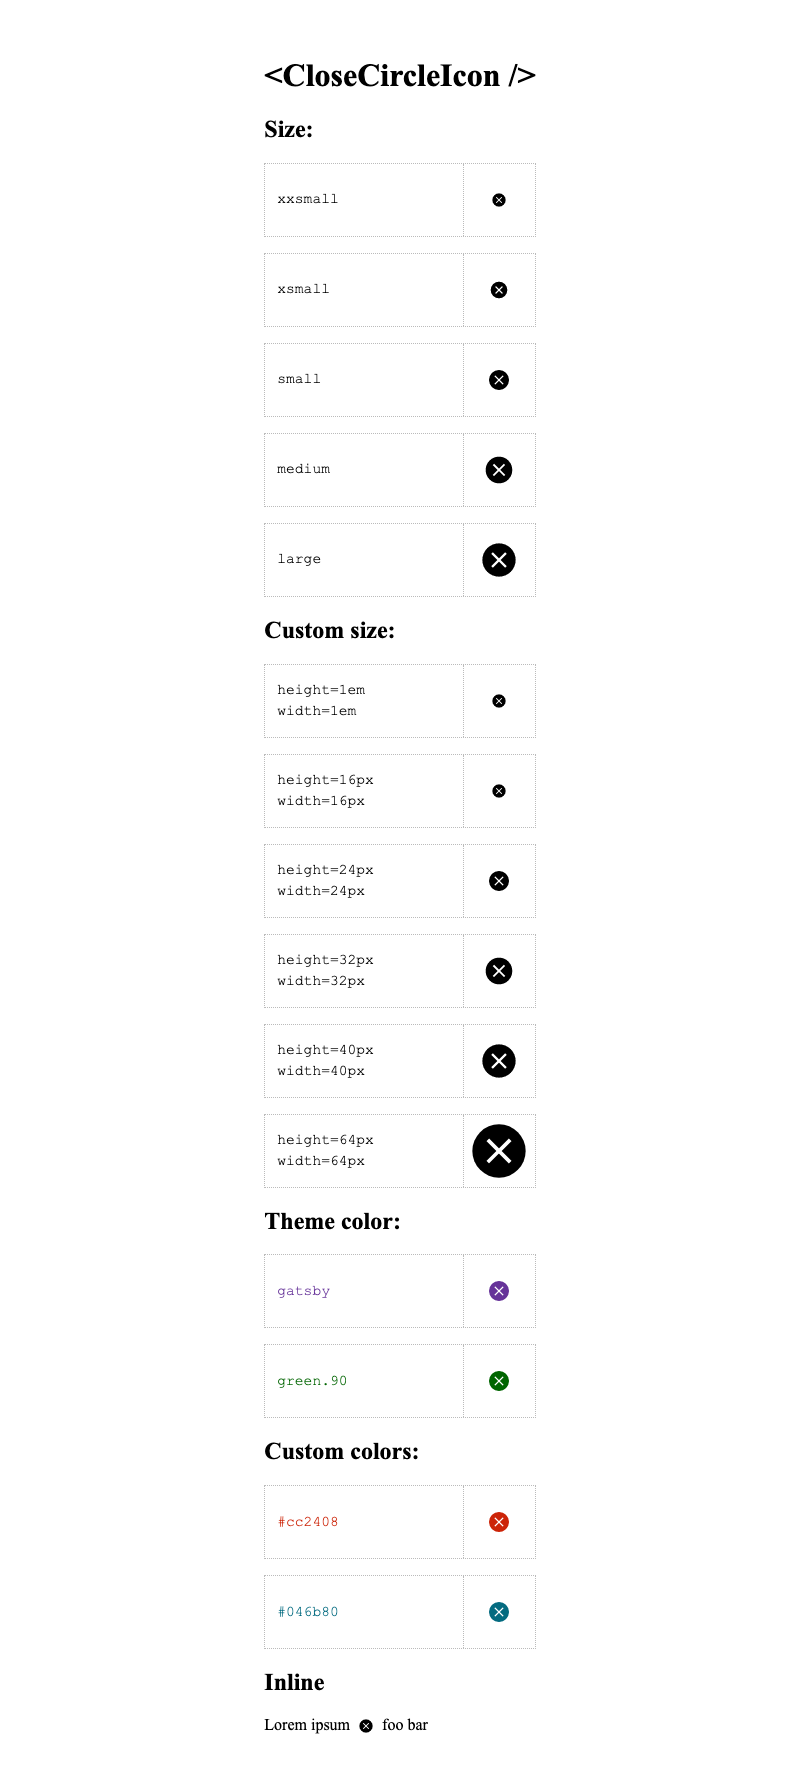 <CloseCircleIcon />
Size:
xxsmall
xsmall
small
medium
large
Custom size:
height=1em
width=1em
height=16px
width=16px
height=24px
width=24px
height=32px
width=32px
height=40px
width=40px
height=64px
width=64px
Theme color:
gatsby
green.90
Custom colors:
#cc2408
#046b80
Inline
Lorem ipsum foo bar